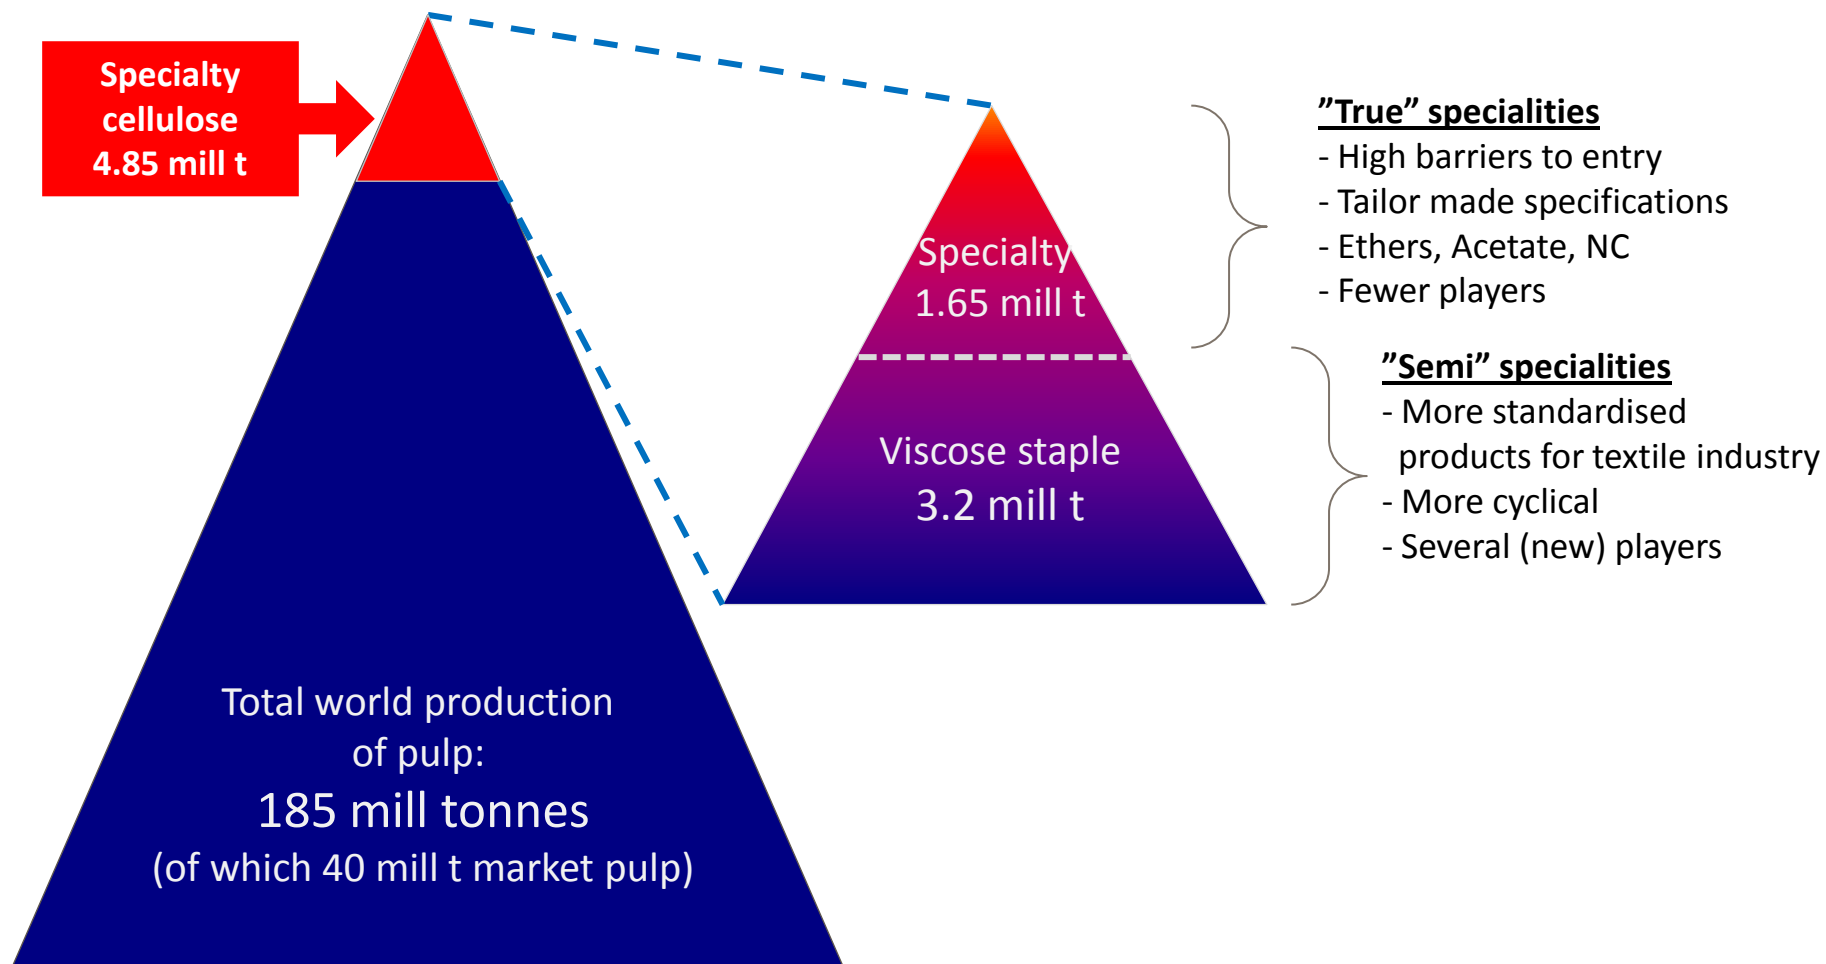 Specialty
cellulose
4.85 mill t
Total world production
of pulp:
185 mill tonnes
(of which 40 mill t market pulp)
Specialty
1.65 mill t
Viscose staple
3.2 mill t
”True” specialities
- High barriers to entry
- Tailor made specifications
- Ethers, Acetate, NC
- Fewer players
”Semi” specialities
- More standardised
products for textile industry
- More cyclical
- Several (new) players